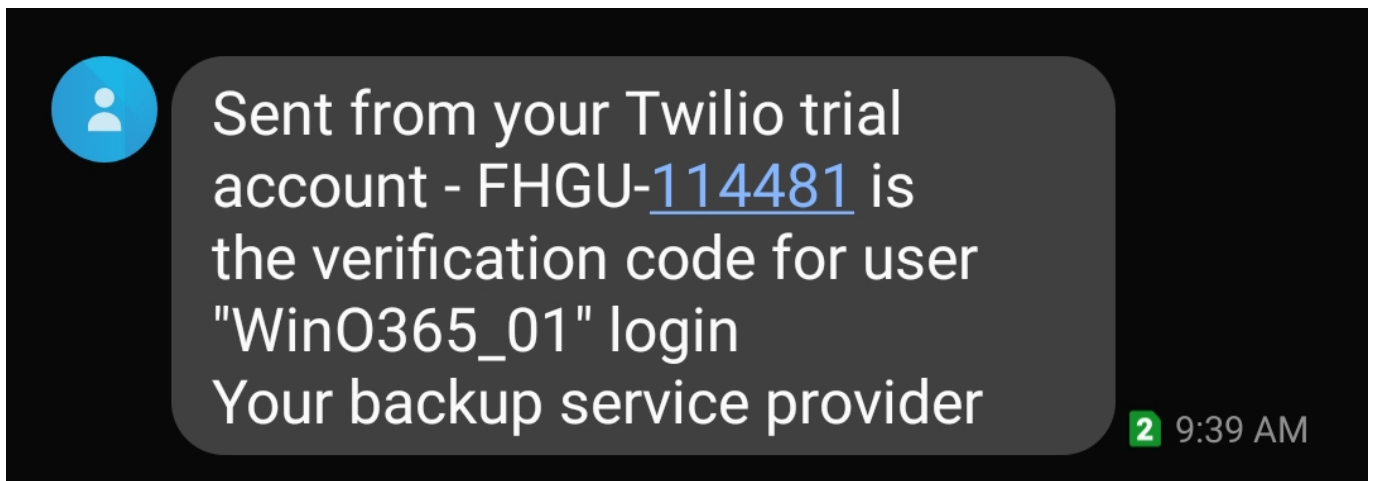 Sent from your Twilio trial
account - FHGU-114481 is
the verification code for user
"WinO365_01" login
Your backup service provider
2 9:39 AM